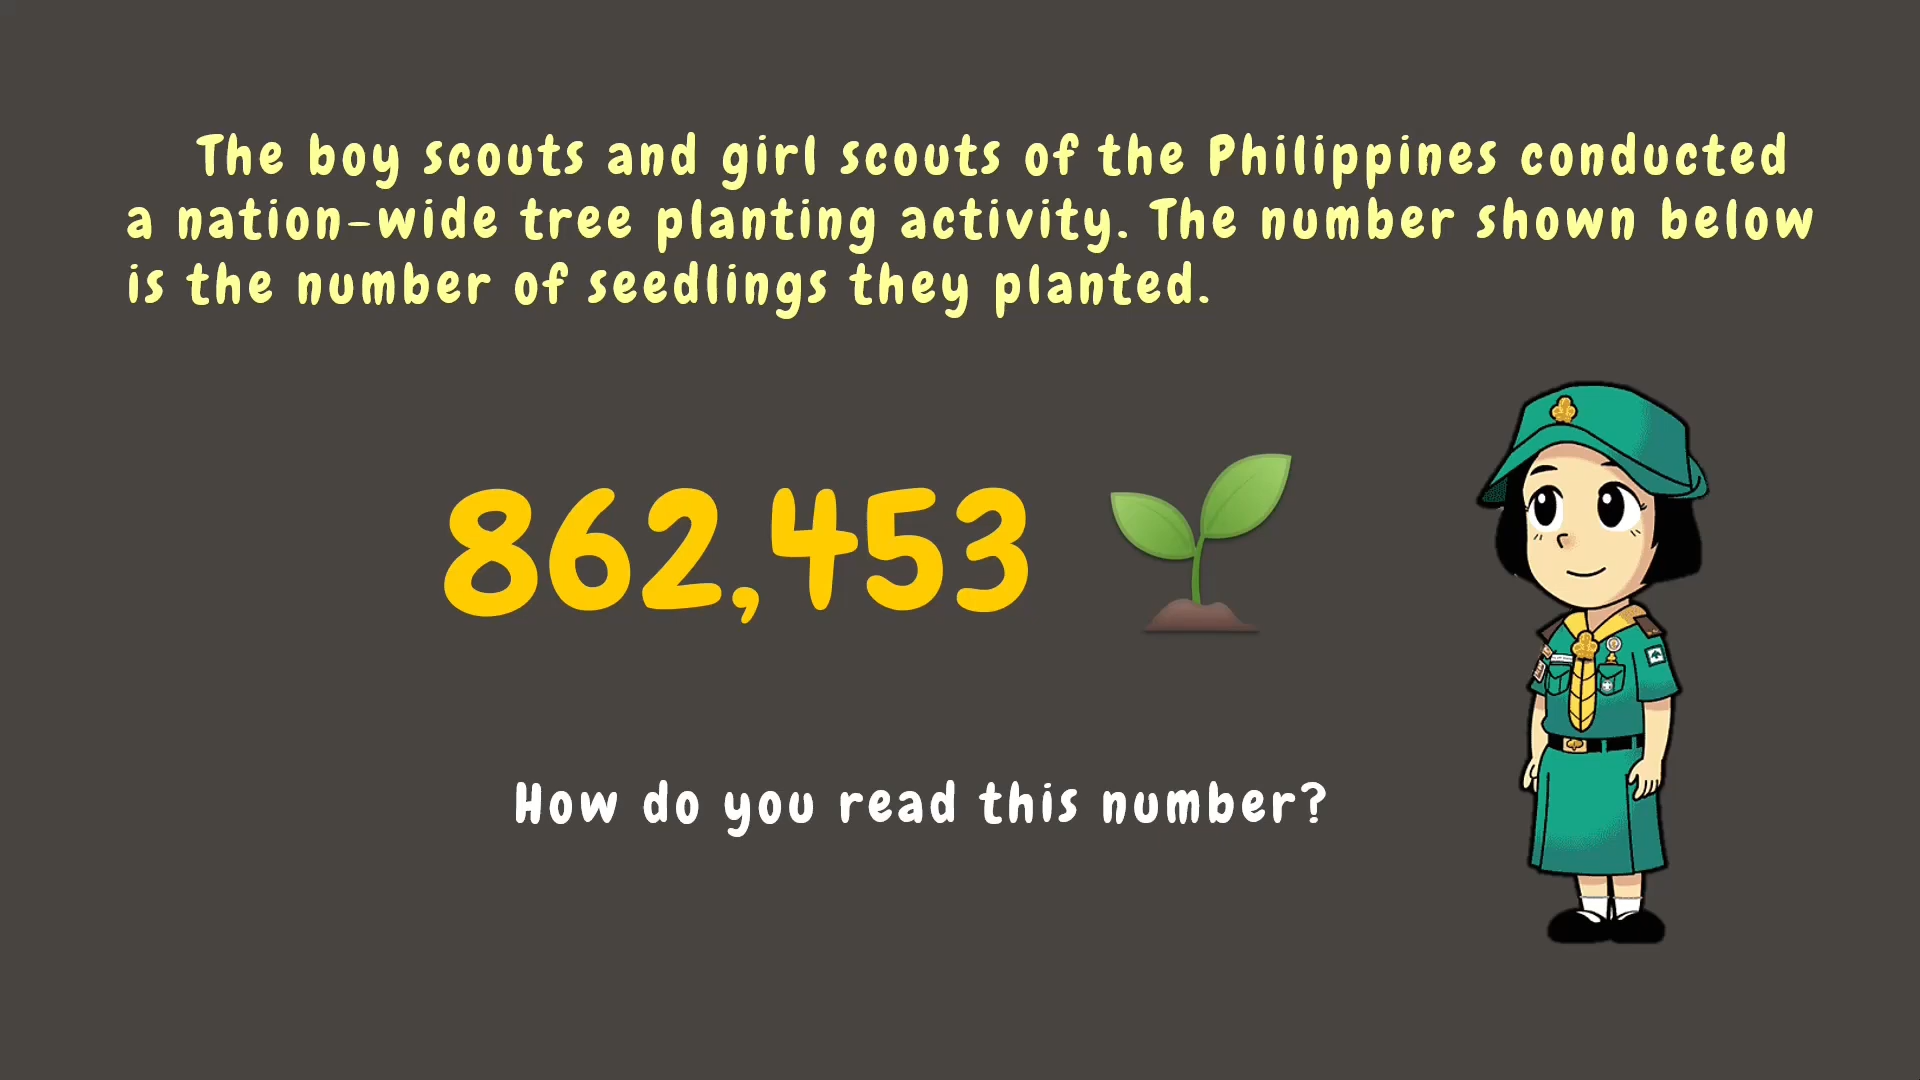 The boy scouts and girl scouts of the Philippines conducted
a nation-wide tree planting activity. The number shown below
is the number of seedlings they planted.
862,453
How do you read this number?